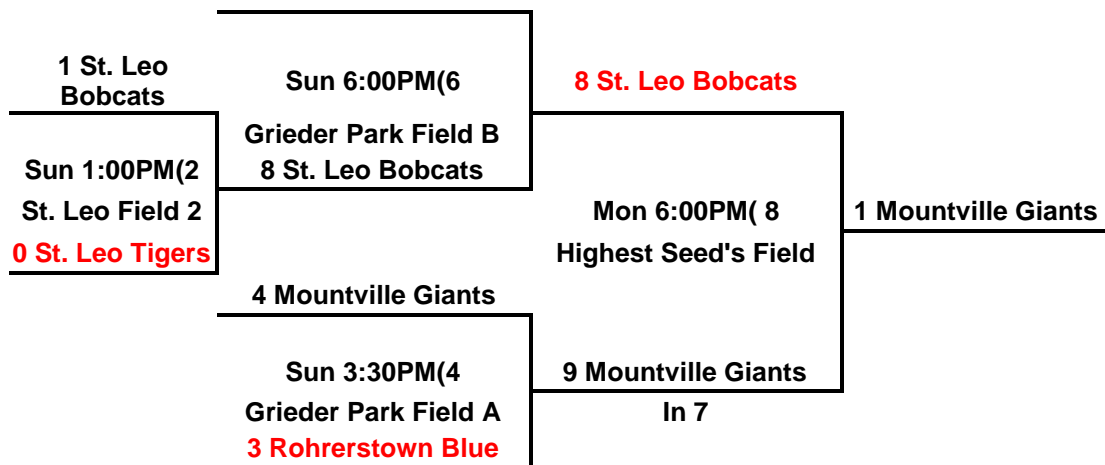 1 St. Leo
Bobcats
Sun 1:00PM(2
St. Leo Field 2
0 St. Leo Tigers
Sun 6:00PM(6
Grieder Park Field B
8 St. Leo Bobcats
4 Mountville Giants
Sun 3:30PM(4
Grieder Park Field A
3 Rohrerstown Blue
8 St. Leo Bobcats
Mon 6:00PM( 8
Highest Seed's Field
9 Mountville Giants
In 7
1 Mountville Giants